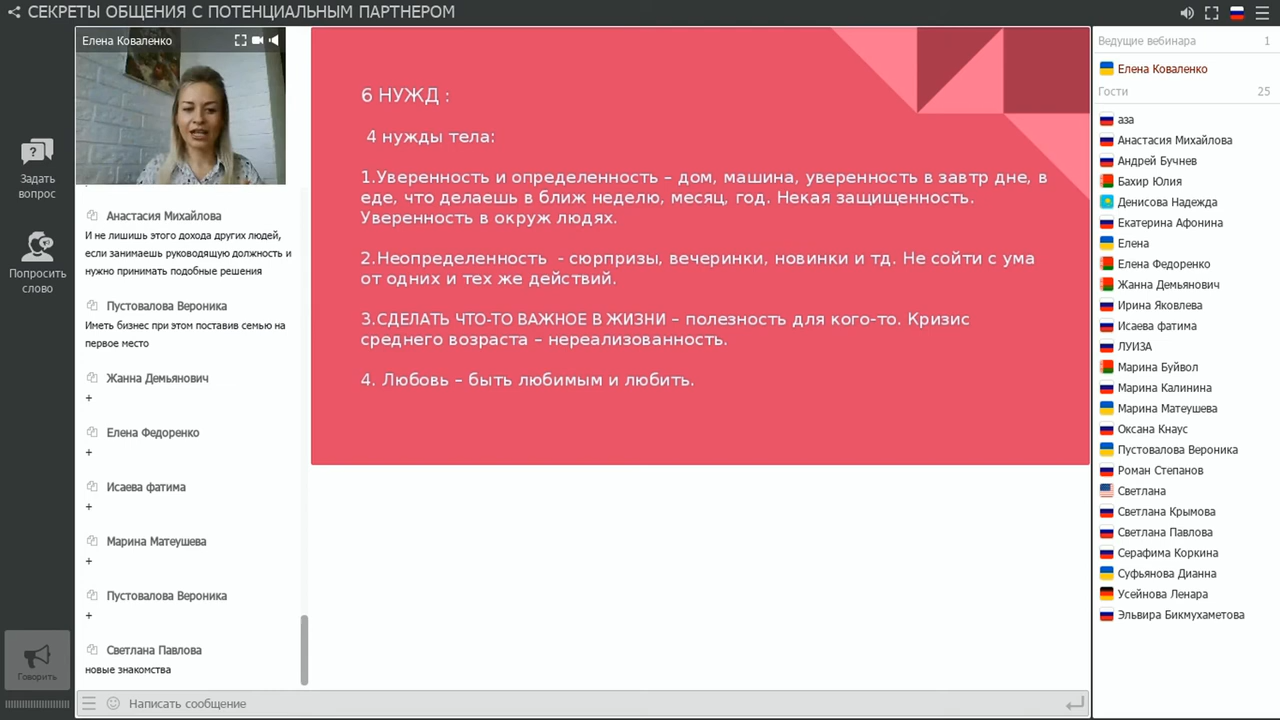 СЕКРЕТЫ ОБЩЕНИЯ С ПОТЕНЦИАЛЬНЫМ ПАРТНЕРОМ
Задать
вопрос
Попросить
слово
Говорить
Елена Коваленко
Анастасия Михайлова
И не лишишь этого дохода других людей,
если занимаешь руководящую должность и
нужно принимать подобные решения
Пустовалова Вероника
Иметь бизнес при этом поставив семью на
первое место
Жанна Демьянович
+
Елена Федоренко
+
Исаева фатима
+
Марина Матеушева
+
Пустовалова Вероника
+
Светлана Павлова
новые знакомства
Написать сообщение
6 НУЖД :
4 нужды тела:
1.Уверенность и определенность – дом, машина, уверенность в завтр дне, в
еде, что делаешь в ближ неделю, месяц, год. Некая защищенность.
Уверенность в окруж людях.
2.Неопределенность - сюрпризы, вечеринки, новинки и тд. Не сойти с ума
от одних и тех же действий.
3.СДЕЛАТЬ ЧТО-ТО ВАЖНОЕ В ЖИЗНИ – полезность для кого-то. Кризис
среднего возраста – нереализованность.
4. Любовь – быть любимым и любить.
Ведущие вебинара 1
Елена Коваленко
Гости 25
аза
Анастасия Михайлова
Андрей Бучнев
Бахир Юлия
Денисова Надежда
Екатерина Афонина
Елена
Елена Федоренко
Жанна Демьянович
Ирина Яковлева
Исаева фатима
ЛУИЗА
Марина Буйвол
Марина Калинина
Марина Матеушева
Оксана Кнаус
Пустовалова Вероника
Роман Степанов
Светлана
Светлана Крымова
Светлана Павлова
Серафима Коркина
Суфьянова Дианна
Усейнова Ленара
Эльвира Бикмухаметова